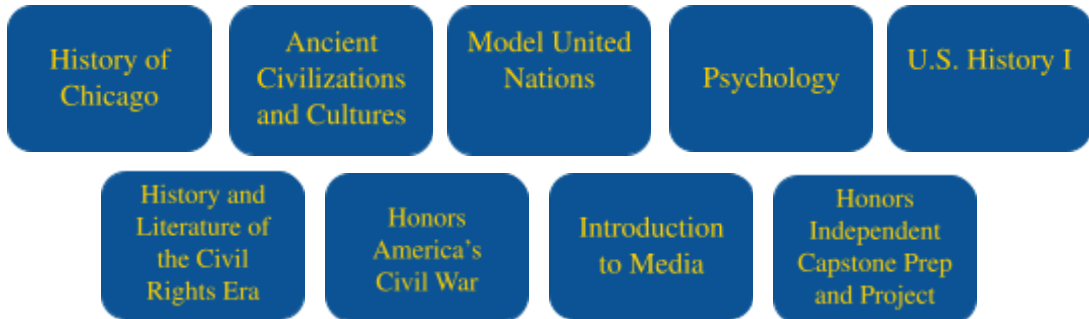 History of
Chicago
Ancient
Civilizations
and Cultures
Model United
Nations
Psychology
U.S. History I
History and
Literature of
the Civil
Rights Era
Honors
America's
Civil War
Introduction
to Media
Honors
Independent
Capstone Prep
and Project